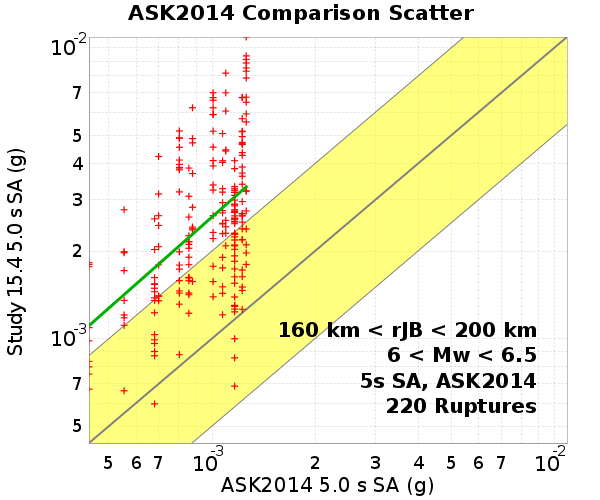 ASK2014 Comparison Scatter
Study 15.4 5.0 s SA (g)
10^-2
7
5
4
3
2
10^-3
7
5
160 km < rJB < 200 km
6 < Mw < 6.5
5s SA, ASK2014
220 Ruptures
5 6 7 10^-3 2 3 4 5 6 7 10^-2
ASK2014 5.0 s SA (g)